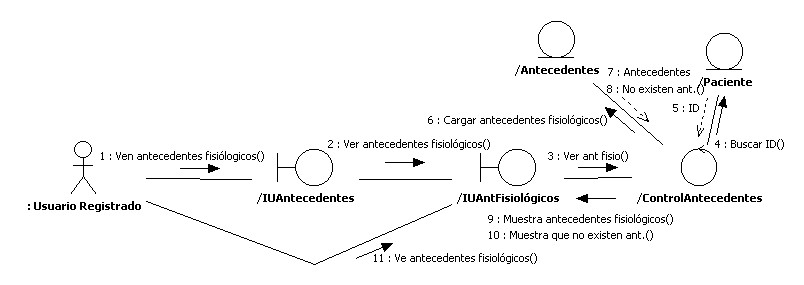 /Antecedentes
7 : Antecedentes
/Paciente
8 : No existen ant.()
5 : ID
6 : Cargar antecedentes fisiológicos()
4 : Buscar ID()
1 : Ven antecedentes fisiólogicos()
2 : Ver antecedentes fisiológicos()
3 : Ver ant fisio()
: Usuario Registrado
/IUAntecedentes
/IUAntFisiológicos
/ControlAntecedentes
9 : Muestra antecedentes fisiológicos()
10 : Muestra que no existen ant.()
11 : Ve antecedentes fisiológicos()